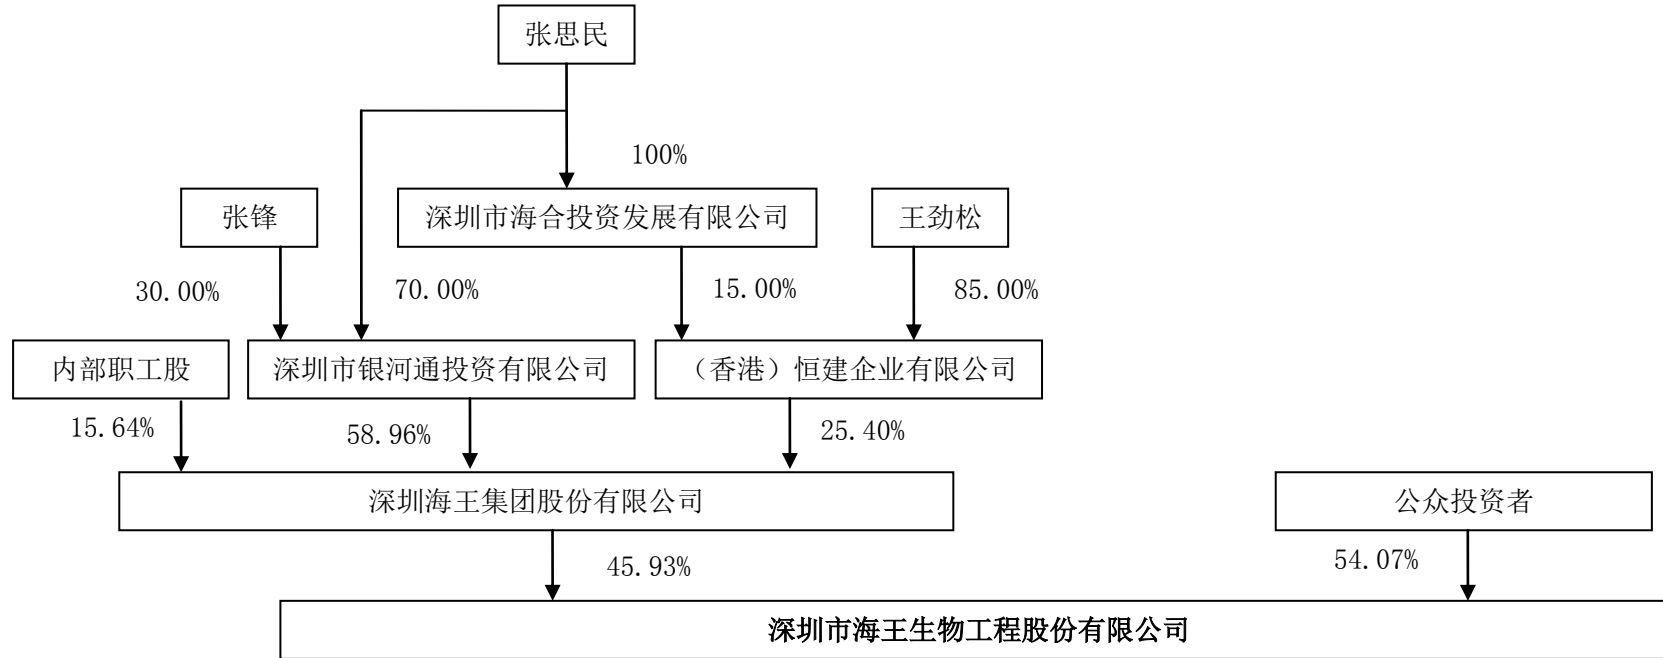 张思民
100%
张锋
深圳市海合投资发展有限公司
王劲松
30.00%
70.00%
15.00%
85.00%
内部职工股
深圳市银河通投资有限公司
（香港）恒建企业有限公司
15.64%
58.96%
25.40%
深圳海王集团股份有限公司
公众投资者
45.93%
54.07%
深圳市海王生物工程股份有限公司